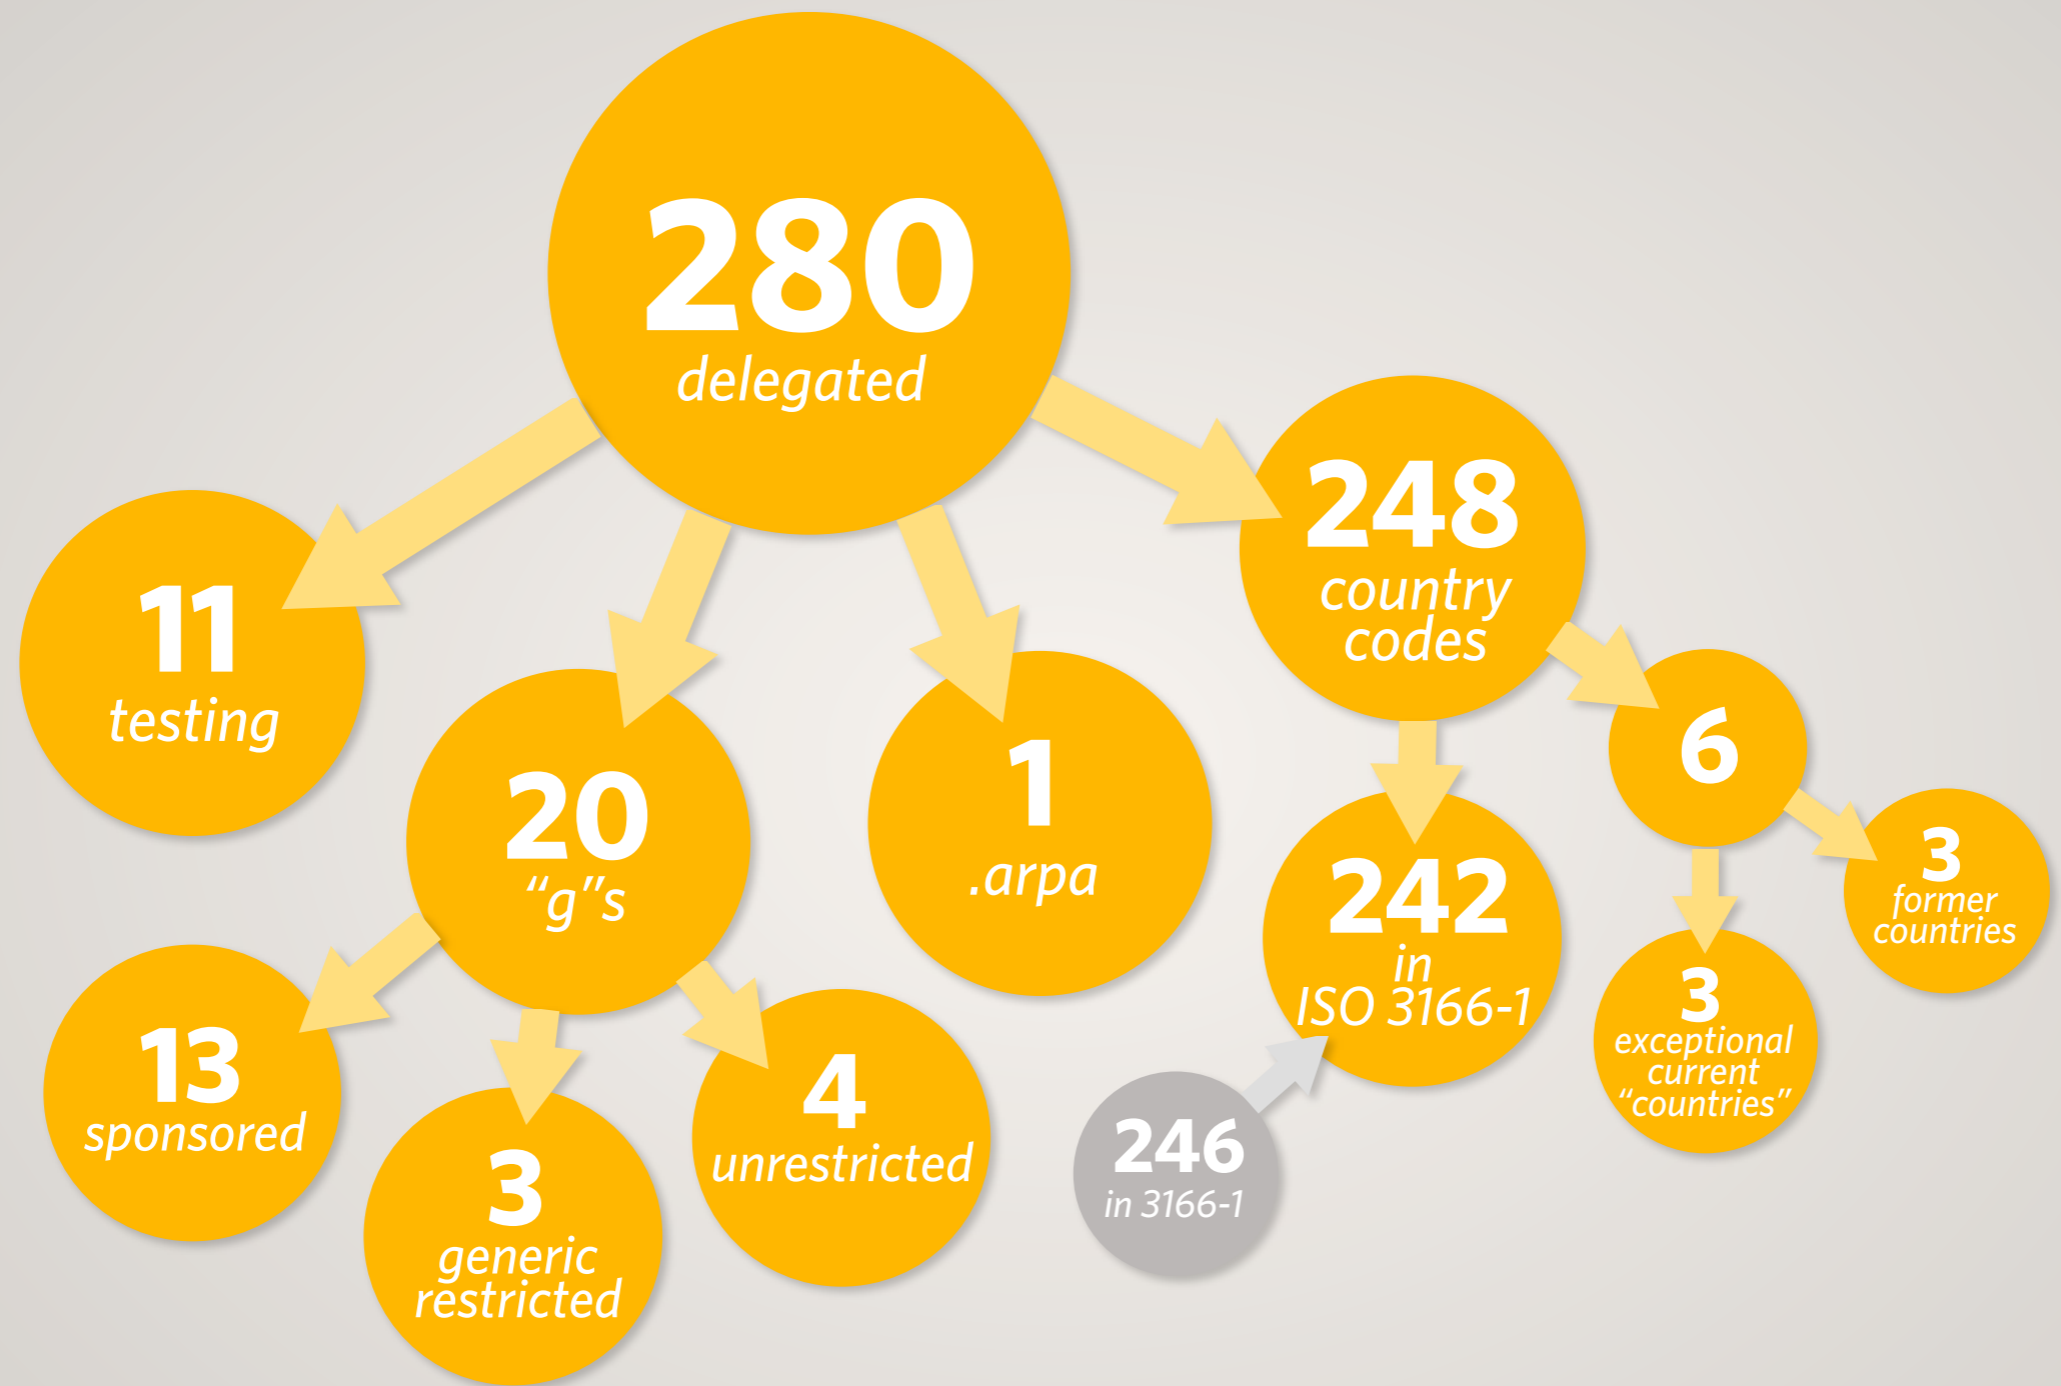 280
delegated
11
testing
20
“g”s
1
.arpa
248
country
codes
13
sponsored
3
generic
restricted
4
unrestricted
242
in
ISO 3166-1
246
in 3166-1
6
3
exceptional
current
“countries”
3
former
countries